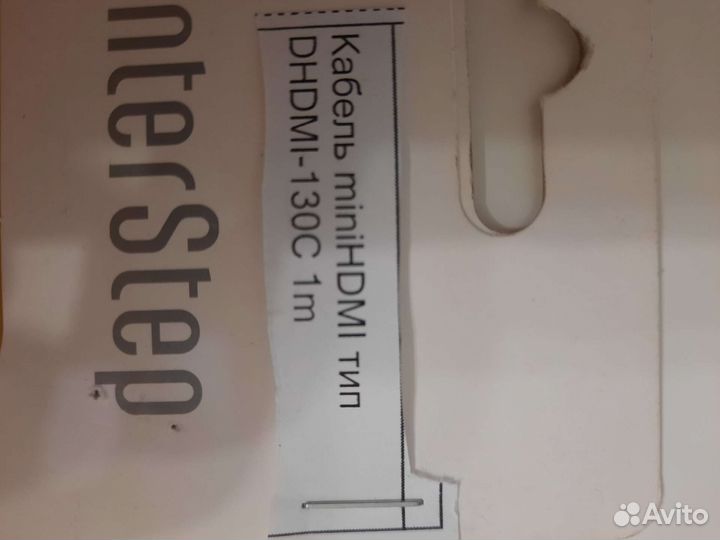 nterStep
Кабель miniHDMI тип
DHDMI-130C 1m
Avito